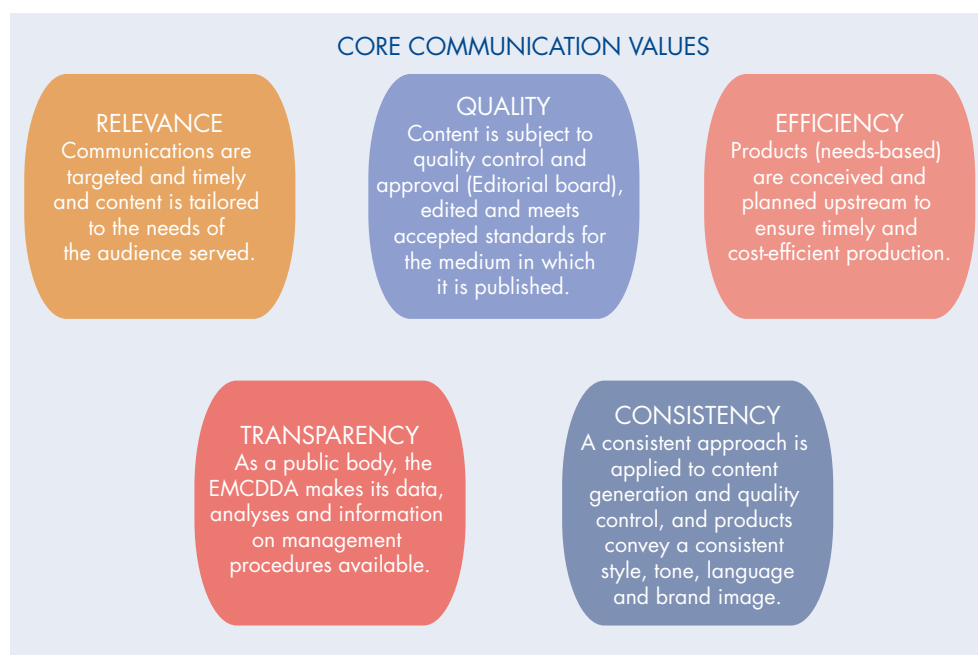 CORE COMMUNICATION VALUES
RELEVANCE
Communications are
targeted and timely
and content is tailored
to the needs of
the audience served.
QUALITY
Content is subject to
quality control and
approval (Editorial board),
edited and meets
accepted standards for
the medium in which
it is published.
EFFICIENCY
Products (needs-based)
are conceived and
planned upstream to
ensure timely and
cost-efficient production.
TRANSPARENCY
As a public body, the
EMCDDA makes its data,
analyses and information
on management
procedures available.
CONSISTENCY
A consistent approach is
applied to content
generation and quality
control, and products
convey a consistent
style, tone, language
and brand image.